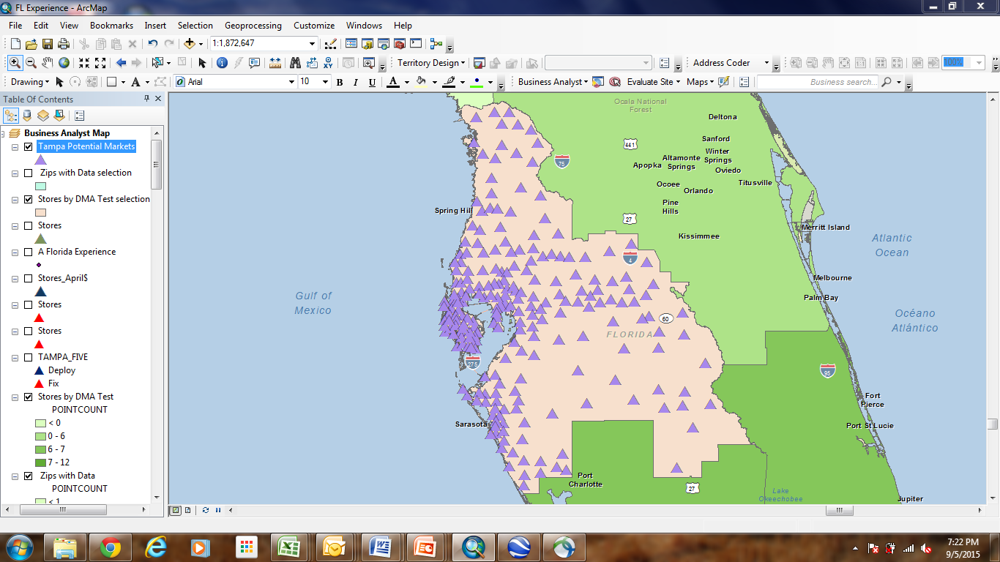 FL Experience - ArcMap
File Edit View Bookmarks Insert Selection Geoprocessing Customize Windows Help
1:1,872,647
Territory Design
Address Coder
100%
Drawing
A
Arial
10
B I U A
Business Analyst
Evaluate Site
Maps
Business search...
Table Of Contents
Business Analyst Map
Tampa Potential Markets
Zips with Data selection
Stores by DMA Test selection
Stores
A Florida Experience
Stores_April$
Stores
Stores
TAMPA_FIVE
Deploy
Fix
Stores by DMA Test
POINTCOUNT
< 0
0 - 6
6 - 7
7 - 12
Zips with Data
POINTCOUNT
< 1
Ocala National
Forest
Deltona
441
Sanford
75
Altamonte
Springs
Winter
Springs
Apopka
Oviedo
Titusville
Ocoee
Orlando
Pine
Hills
Spring Hill
27
Merritt Island
Kissimmee
Atlantic
Ocean
4
Melbourne
Gulf of
Mexico
Palm Bay
60
Océano
Atlántico
FLORIDA
275
95
Fort
Pierce
Sarasota
Port St Lucie
Port
Charlotte
27
Lake
Okeechobee
Jupiter
7:22 PM
9/5/2015